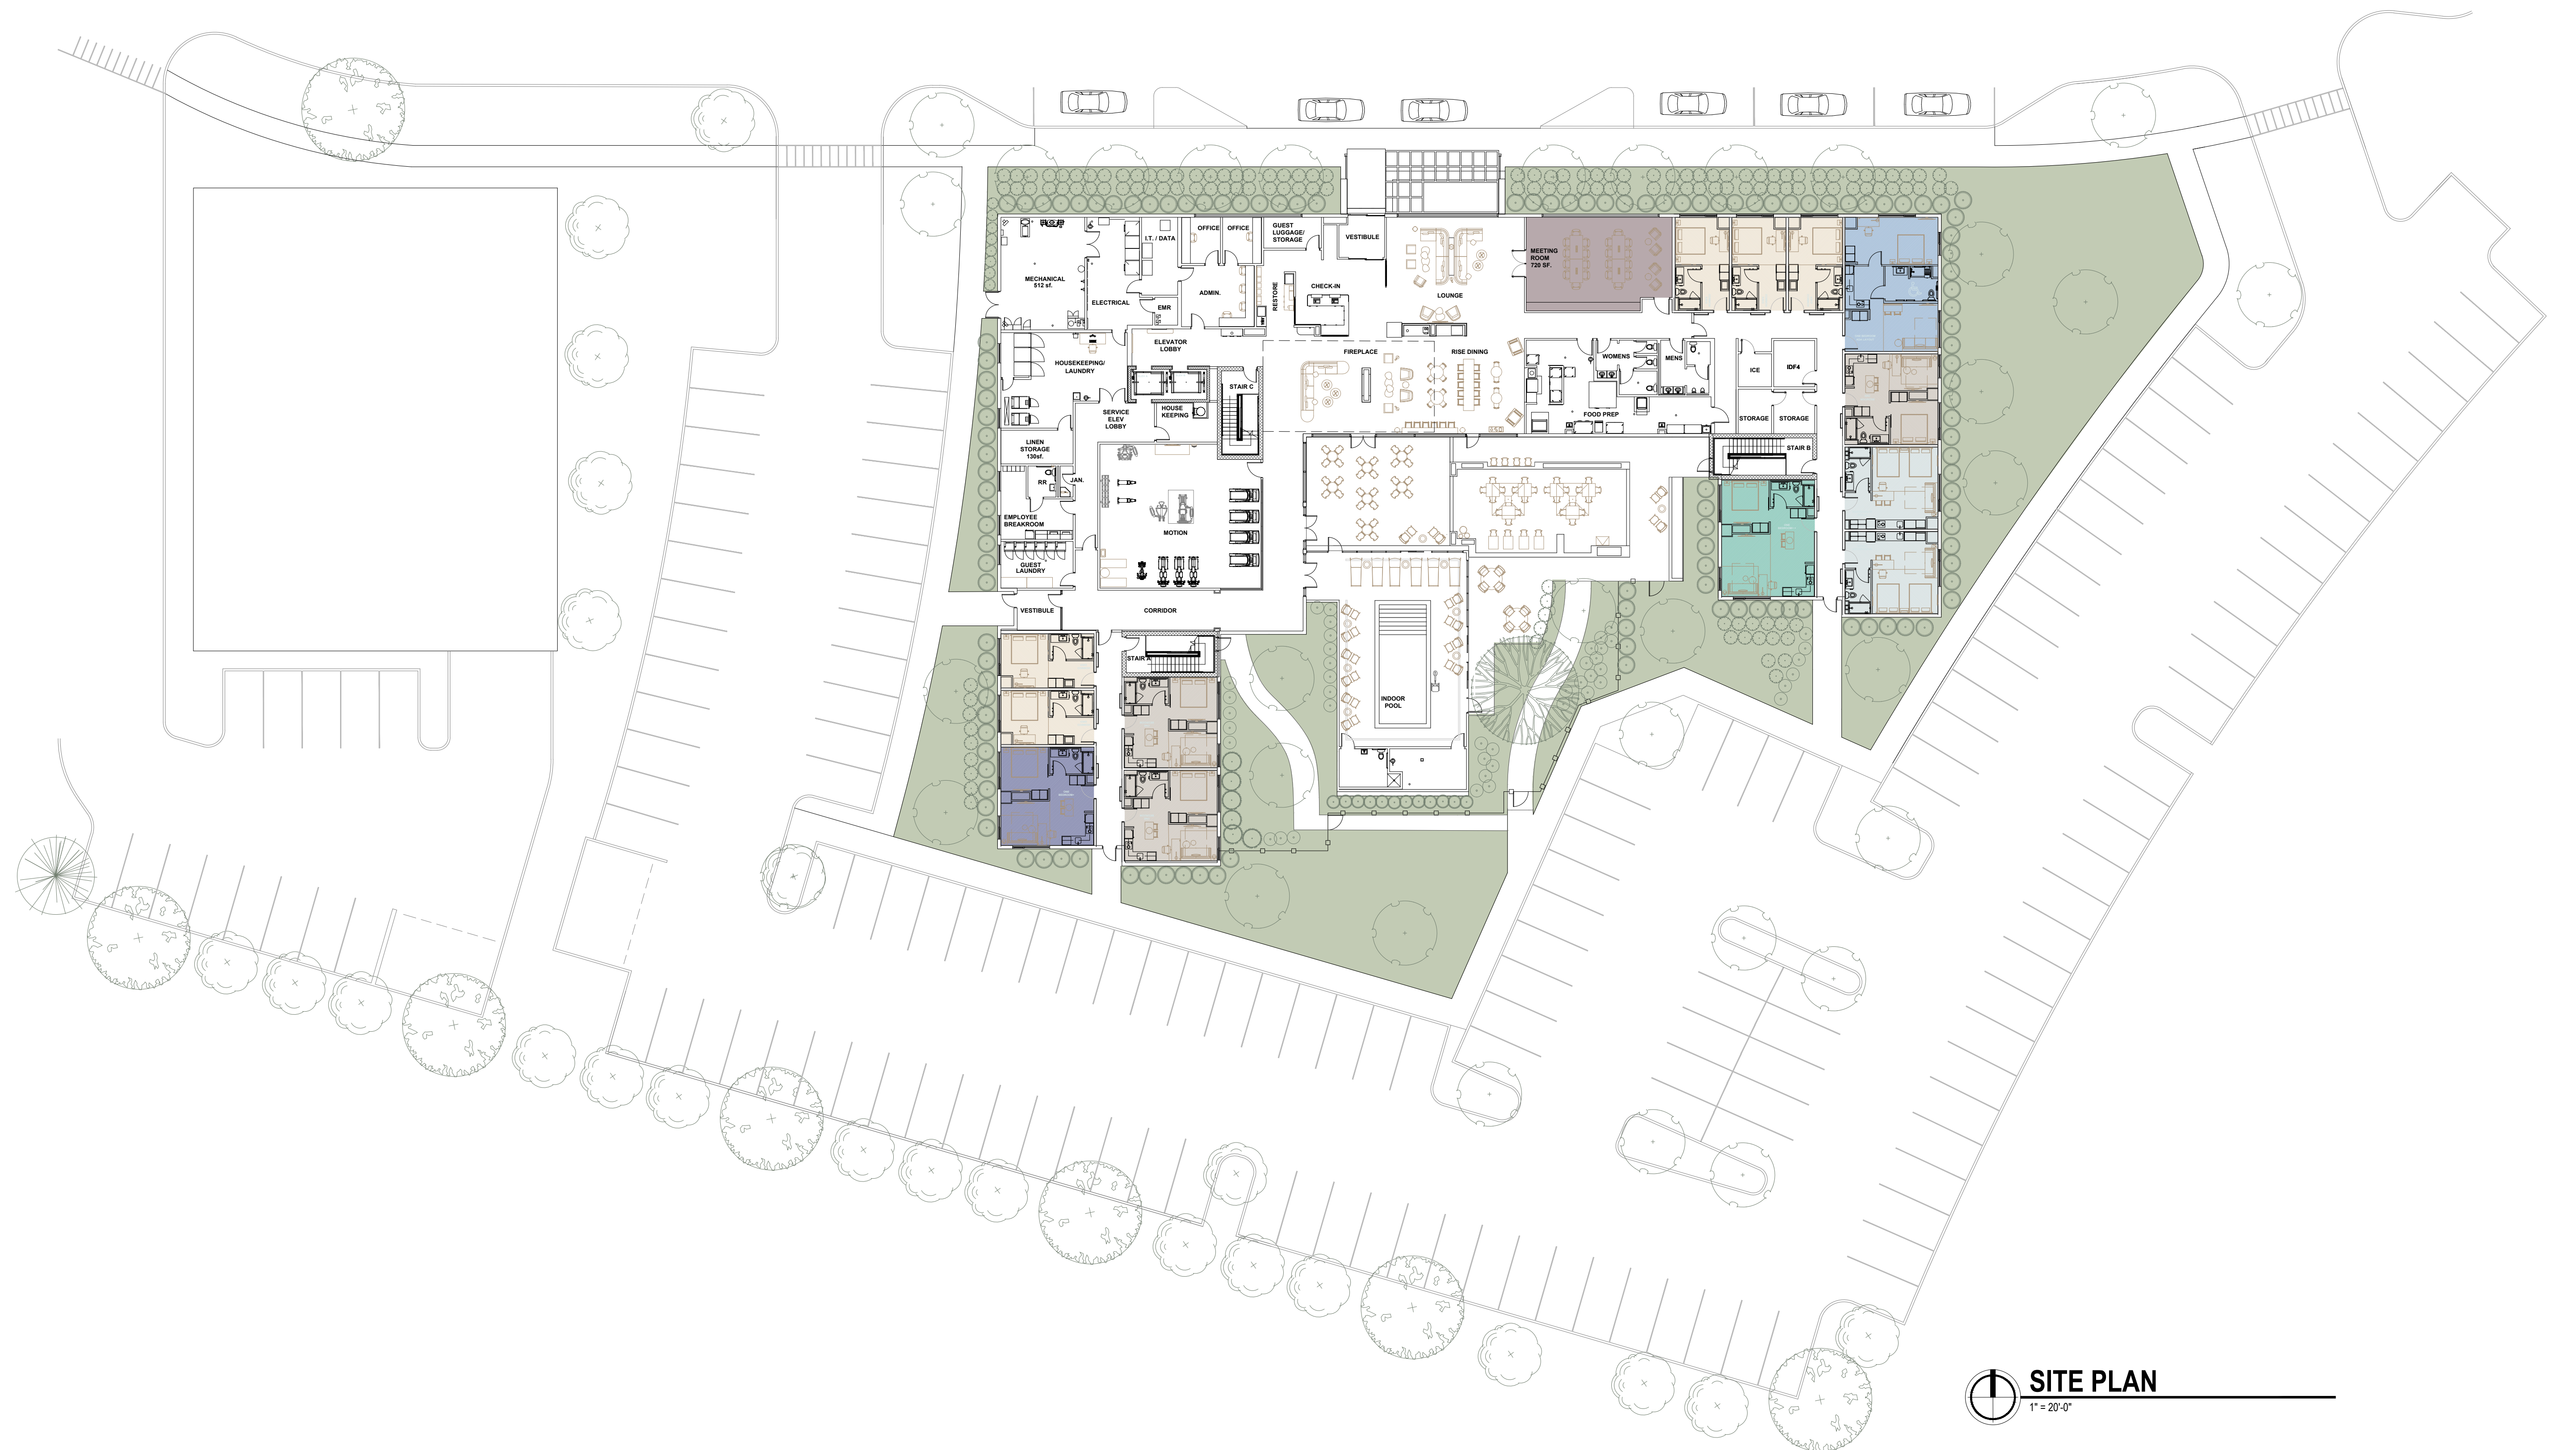 OFFICE
OFFICE
GUEST
LUGGAGE/
STORAGE
VESTIBULE
I.T. / DATA
MEETING
ROOM
720 SF.
MECHANICAL
512 sf.
ELECTRICAL
EMR
ADMIN.
RESTORE
CHECK-IN
LOUNGE
ELEVATOR
LOBBY
FIREPLACE
RISE DINING
WOMENS
MENS
HOUSEKEEPING/
LAUNDRY
ICE
IDF4
STAIR C
SERVICE
ELEV
LOBBY
HOUSE
KEEPING
FOOD PREP
STORAGE
STORAGE
LINEN
STORAGE
130sf.
STAIR B
RR
JAN.
EMPLOYEE
BREAKROOM
MOTION
GUEST
LAUNDRY
VESTIBULE
CORRIDOR
STAIR A
INDOOR
POOL
SITE PLAN
1" = 20'-0"